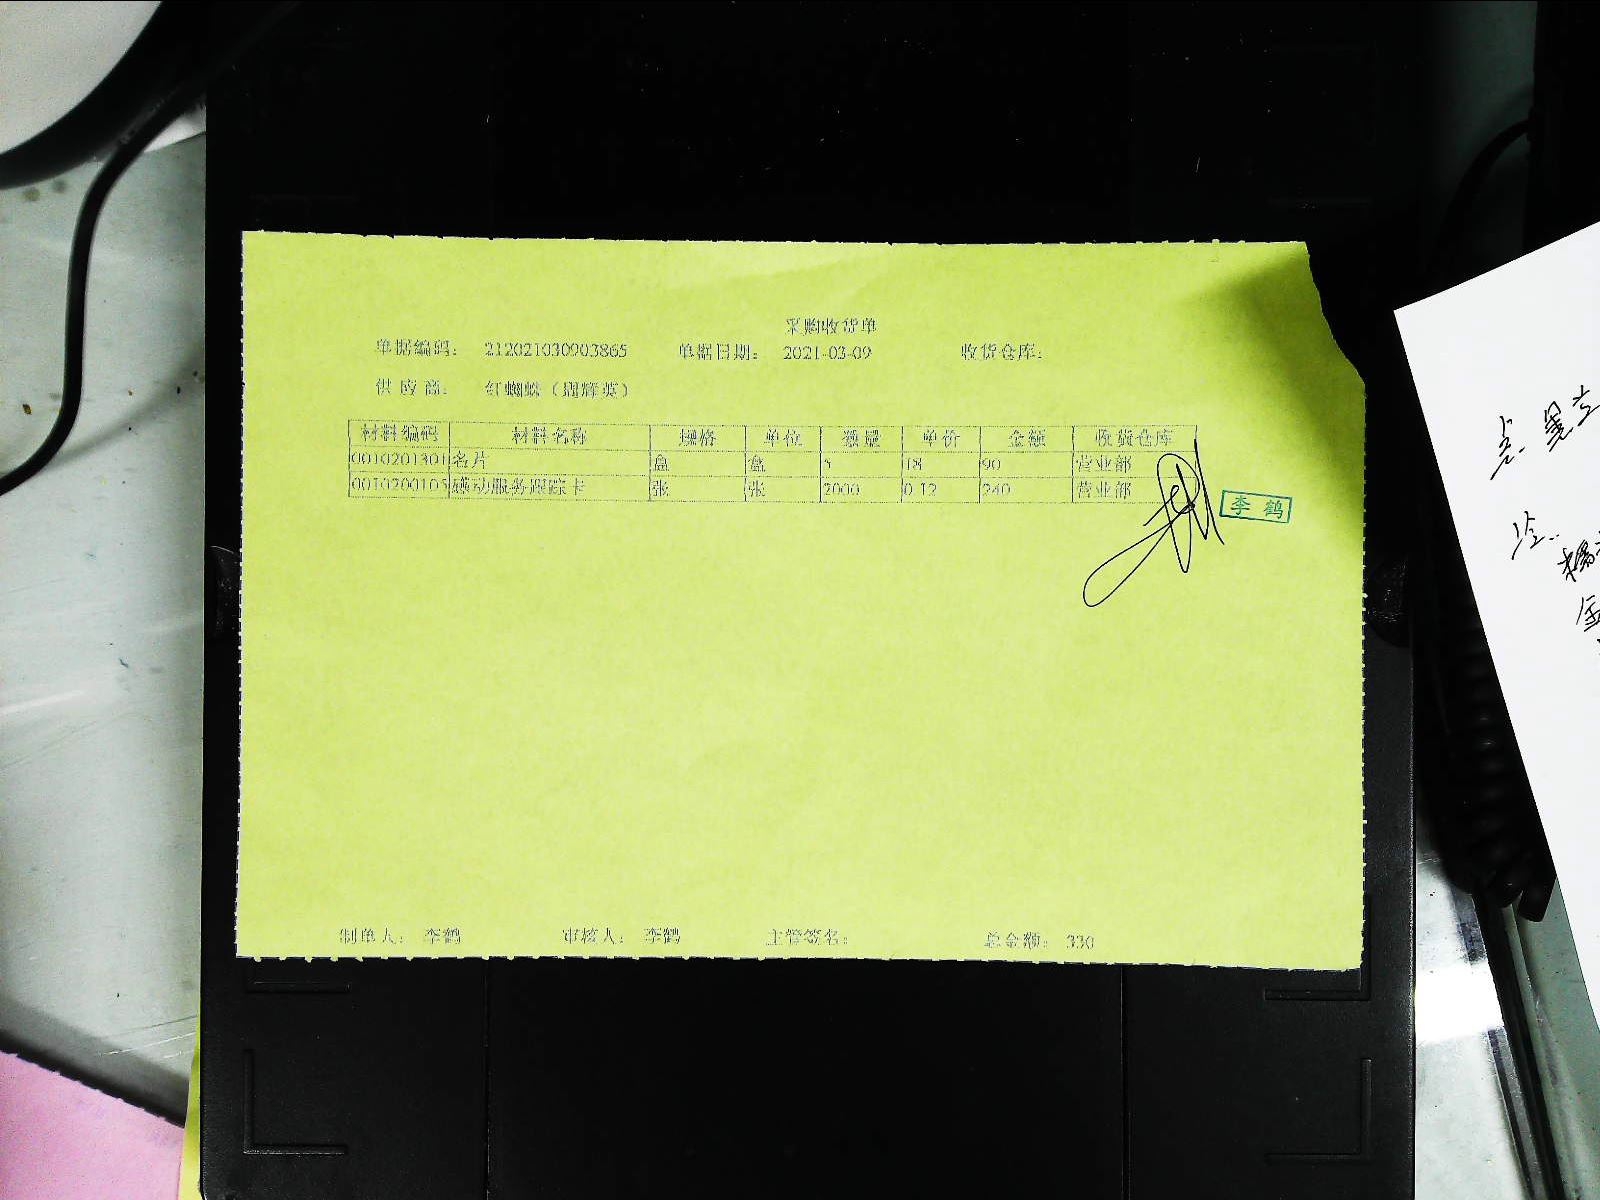 采购收货单
单据编码： 212021030903865 单据日期： 2021-03-09 收货仓库：
供 应 商： 红蜘蛛（周辉英）
材料编码 材料名称 规格 单位 数量 单价 金额 收货仓库
0010201301 名片 盒 盒 5 18 90 营业部
0010200105 感动服务跟踪卡 张 张 2000 0.12 240 营业部
李 鹤
制单人： 李鹤 审核人： 李鹤 主管签名： 总金额： 330